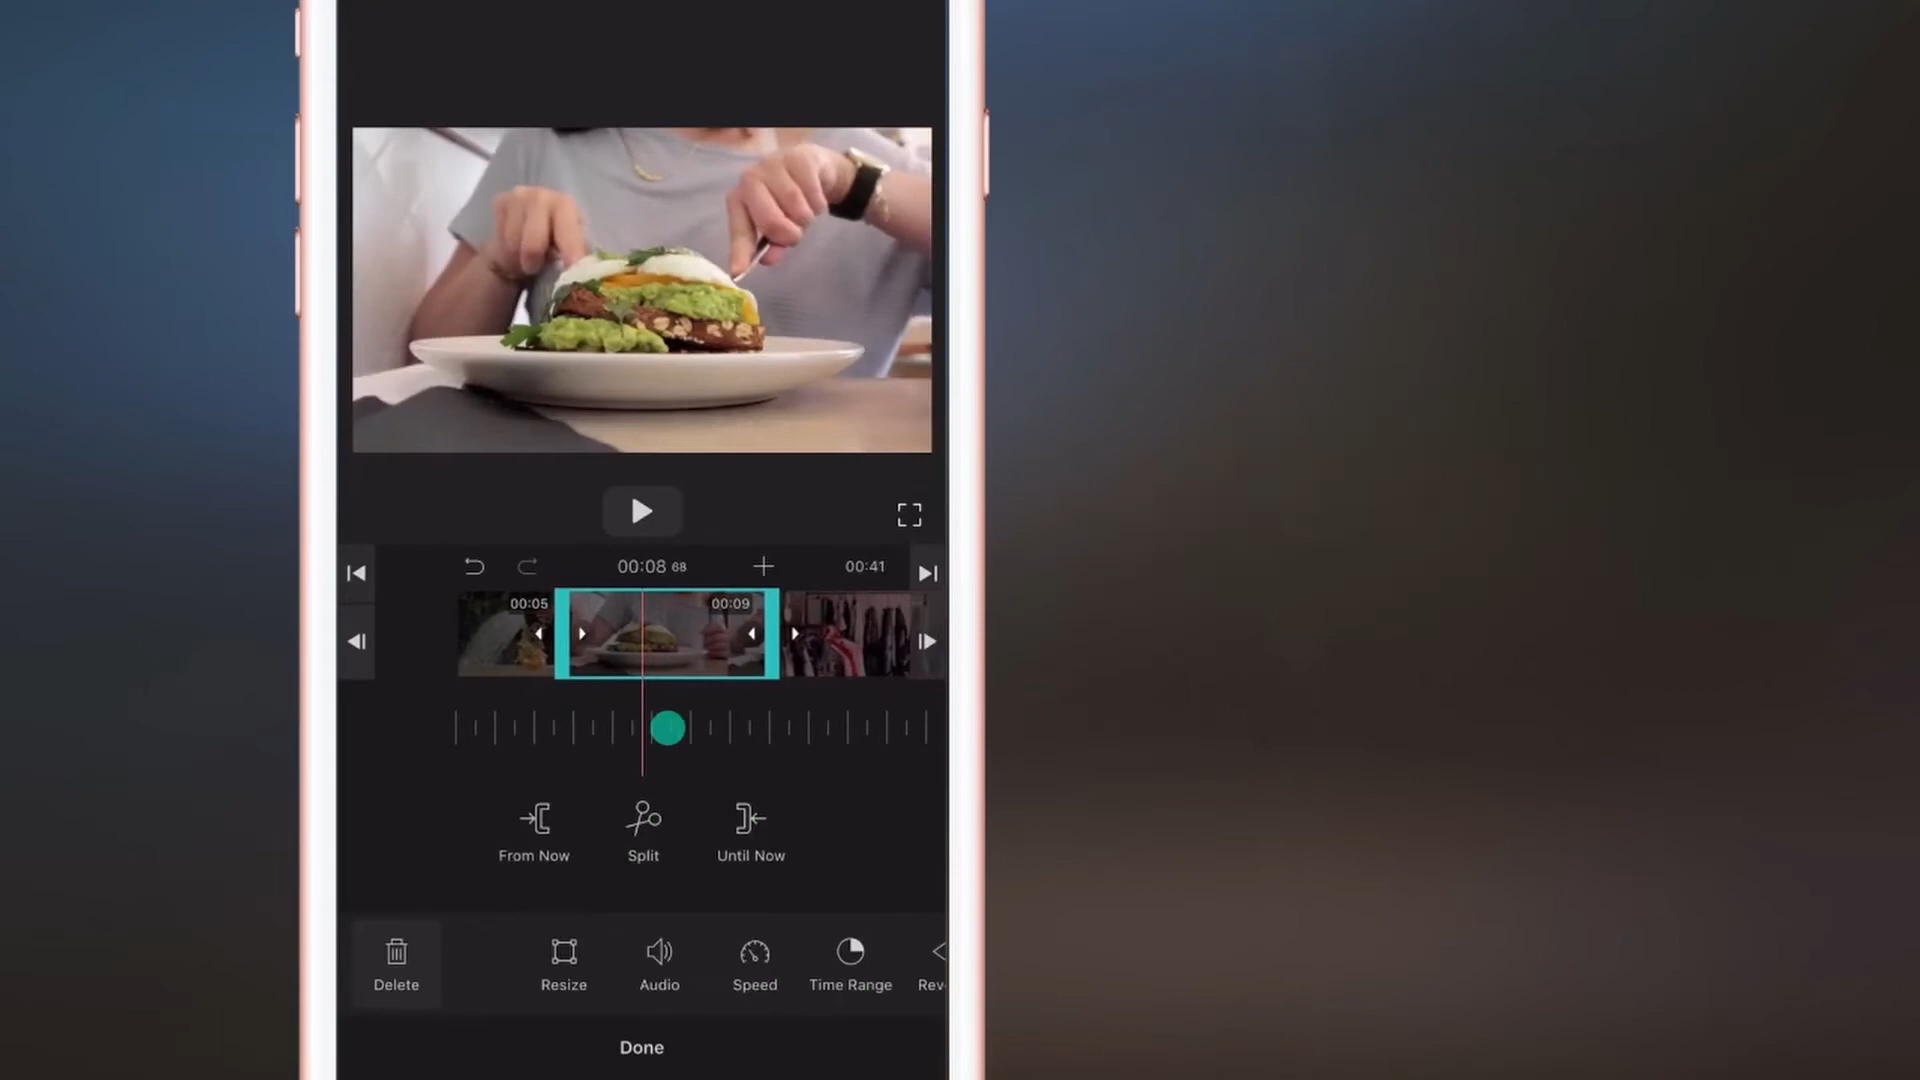 00:08 68
00:41
00:05
00:09
From Now
Split
Until Now
Delete
Resize
Audio
Speed
Time Range
Rev
Done